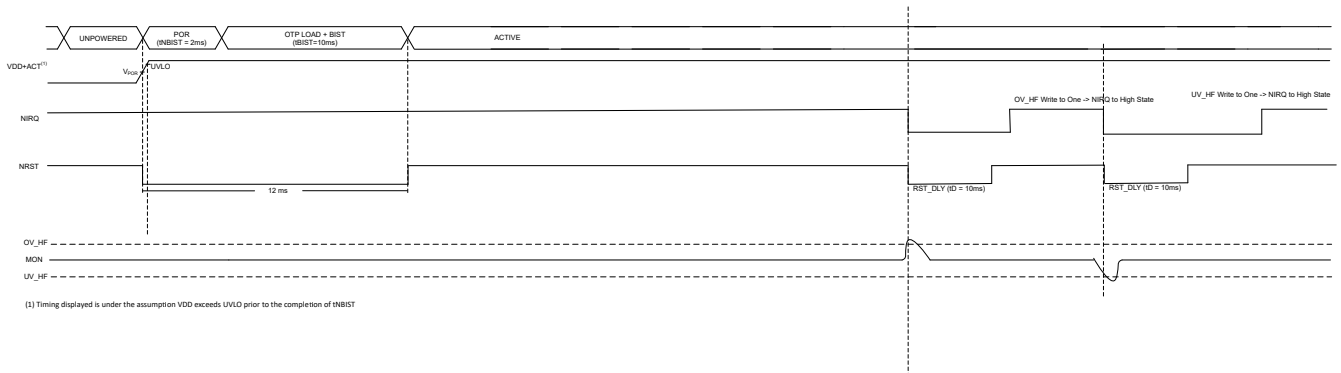 UNPOWERED
POR
(tNBIST = 2ms)
OTP LOAD + BIST
(tBIST=10ms)
ACTIVE
VDD+ACT(1)
VPOR
UVLO
OV_HF Write to One -> NIRQ to High State
UV_HF Write to One -> NIRQ to High State
NIRQ
NRST
12 ms
RST_DLY (tD = 10ms)
RST_DLY (tD = 10ms)
OV_HF
MON
UV_HF
(1) Timing displayed is under the assumption VDD exceeds UVLO prior to the completion of tNBIST